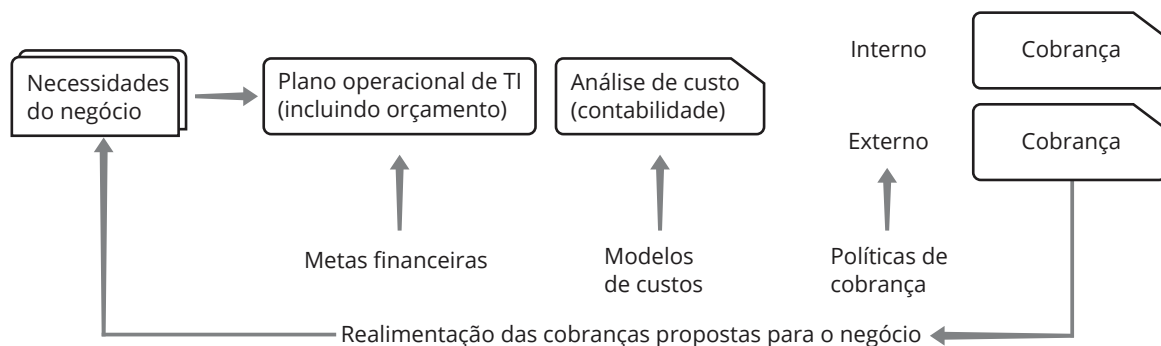 Interno
Cobrança
Necessidades
do negócio
Plano operacional de TI
(incluindo orçamento)
Análise de custo
(contabilidade)
Externo
Cobrança
Metas financeiras
Modelos
de custos
Políticas de
cobrança
Realimentação das cobranças propostas para o negócio